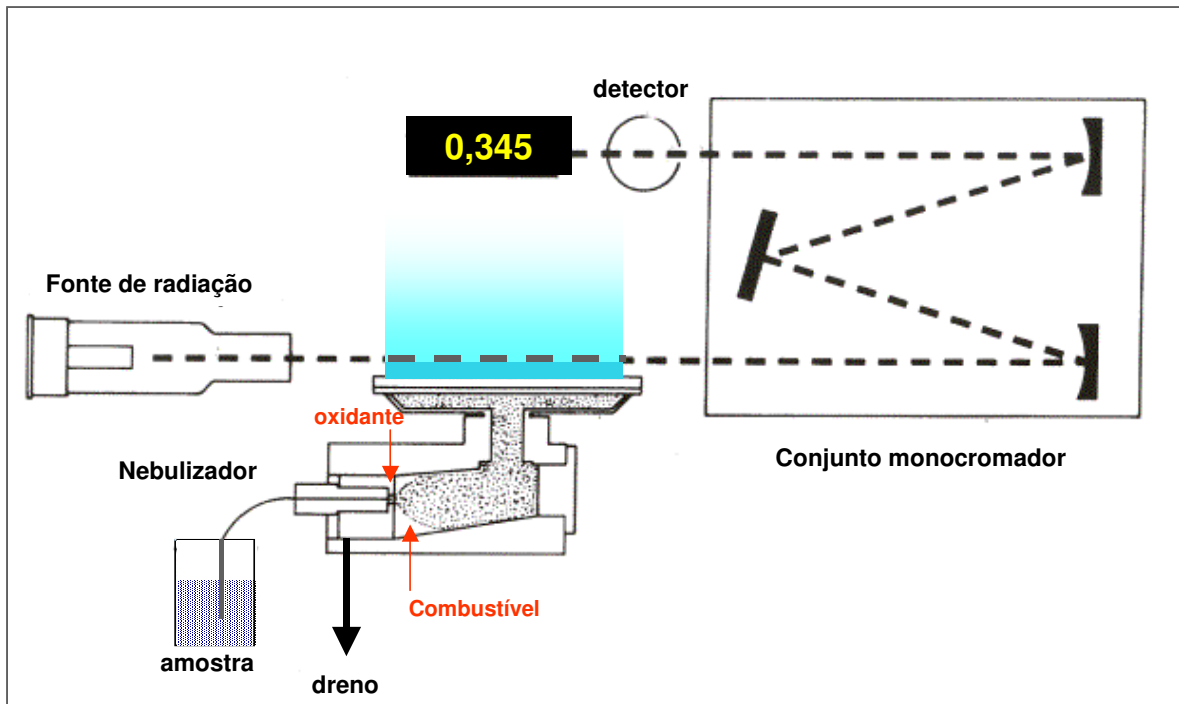 detector
0,345
Fonte de radiação
oxidante
Nebulizador
Conjunto monocromador
Combustível
amostra
dreno